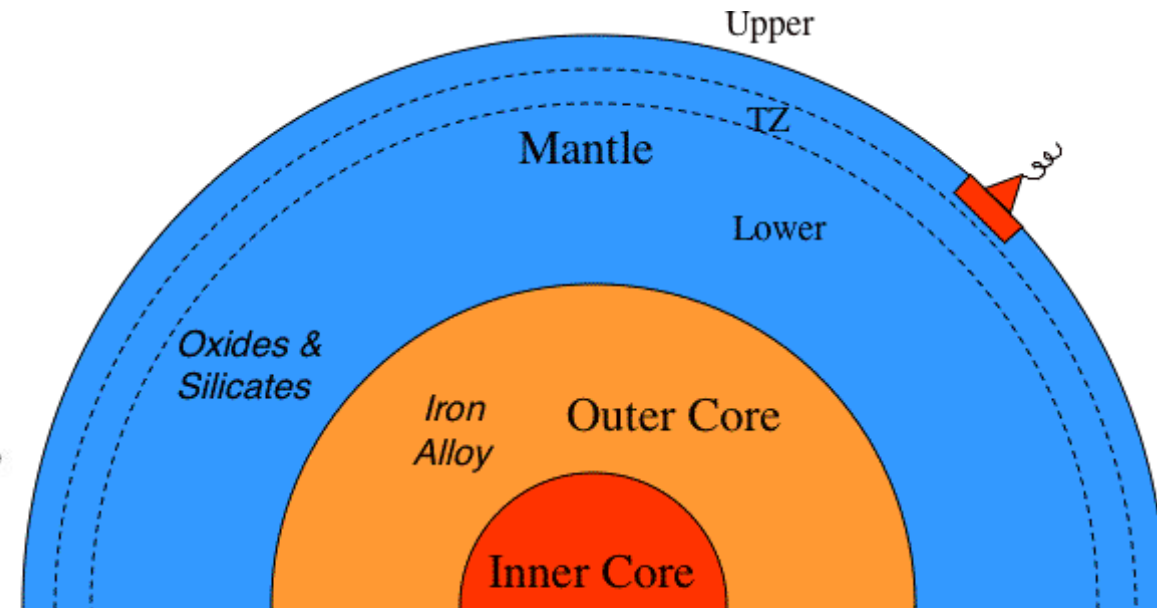 Upper
TZ
Mantle
Lower
Oxides &
Silicates
Iron
Alloy
Outer Core
Inner Core